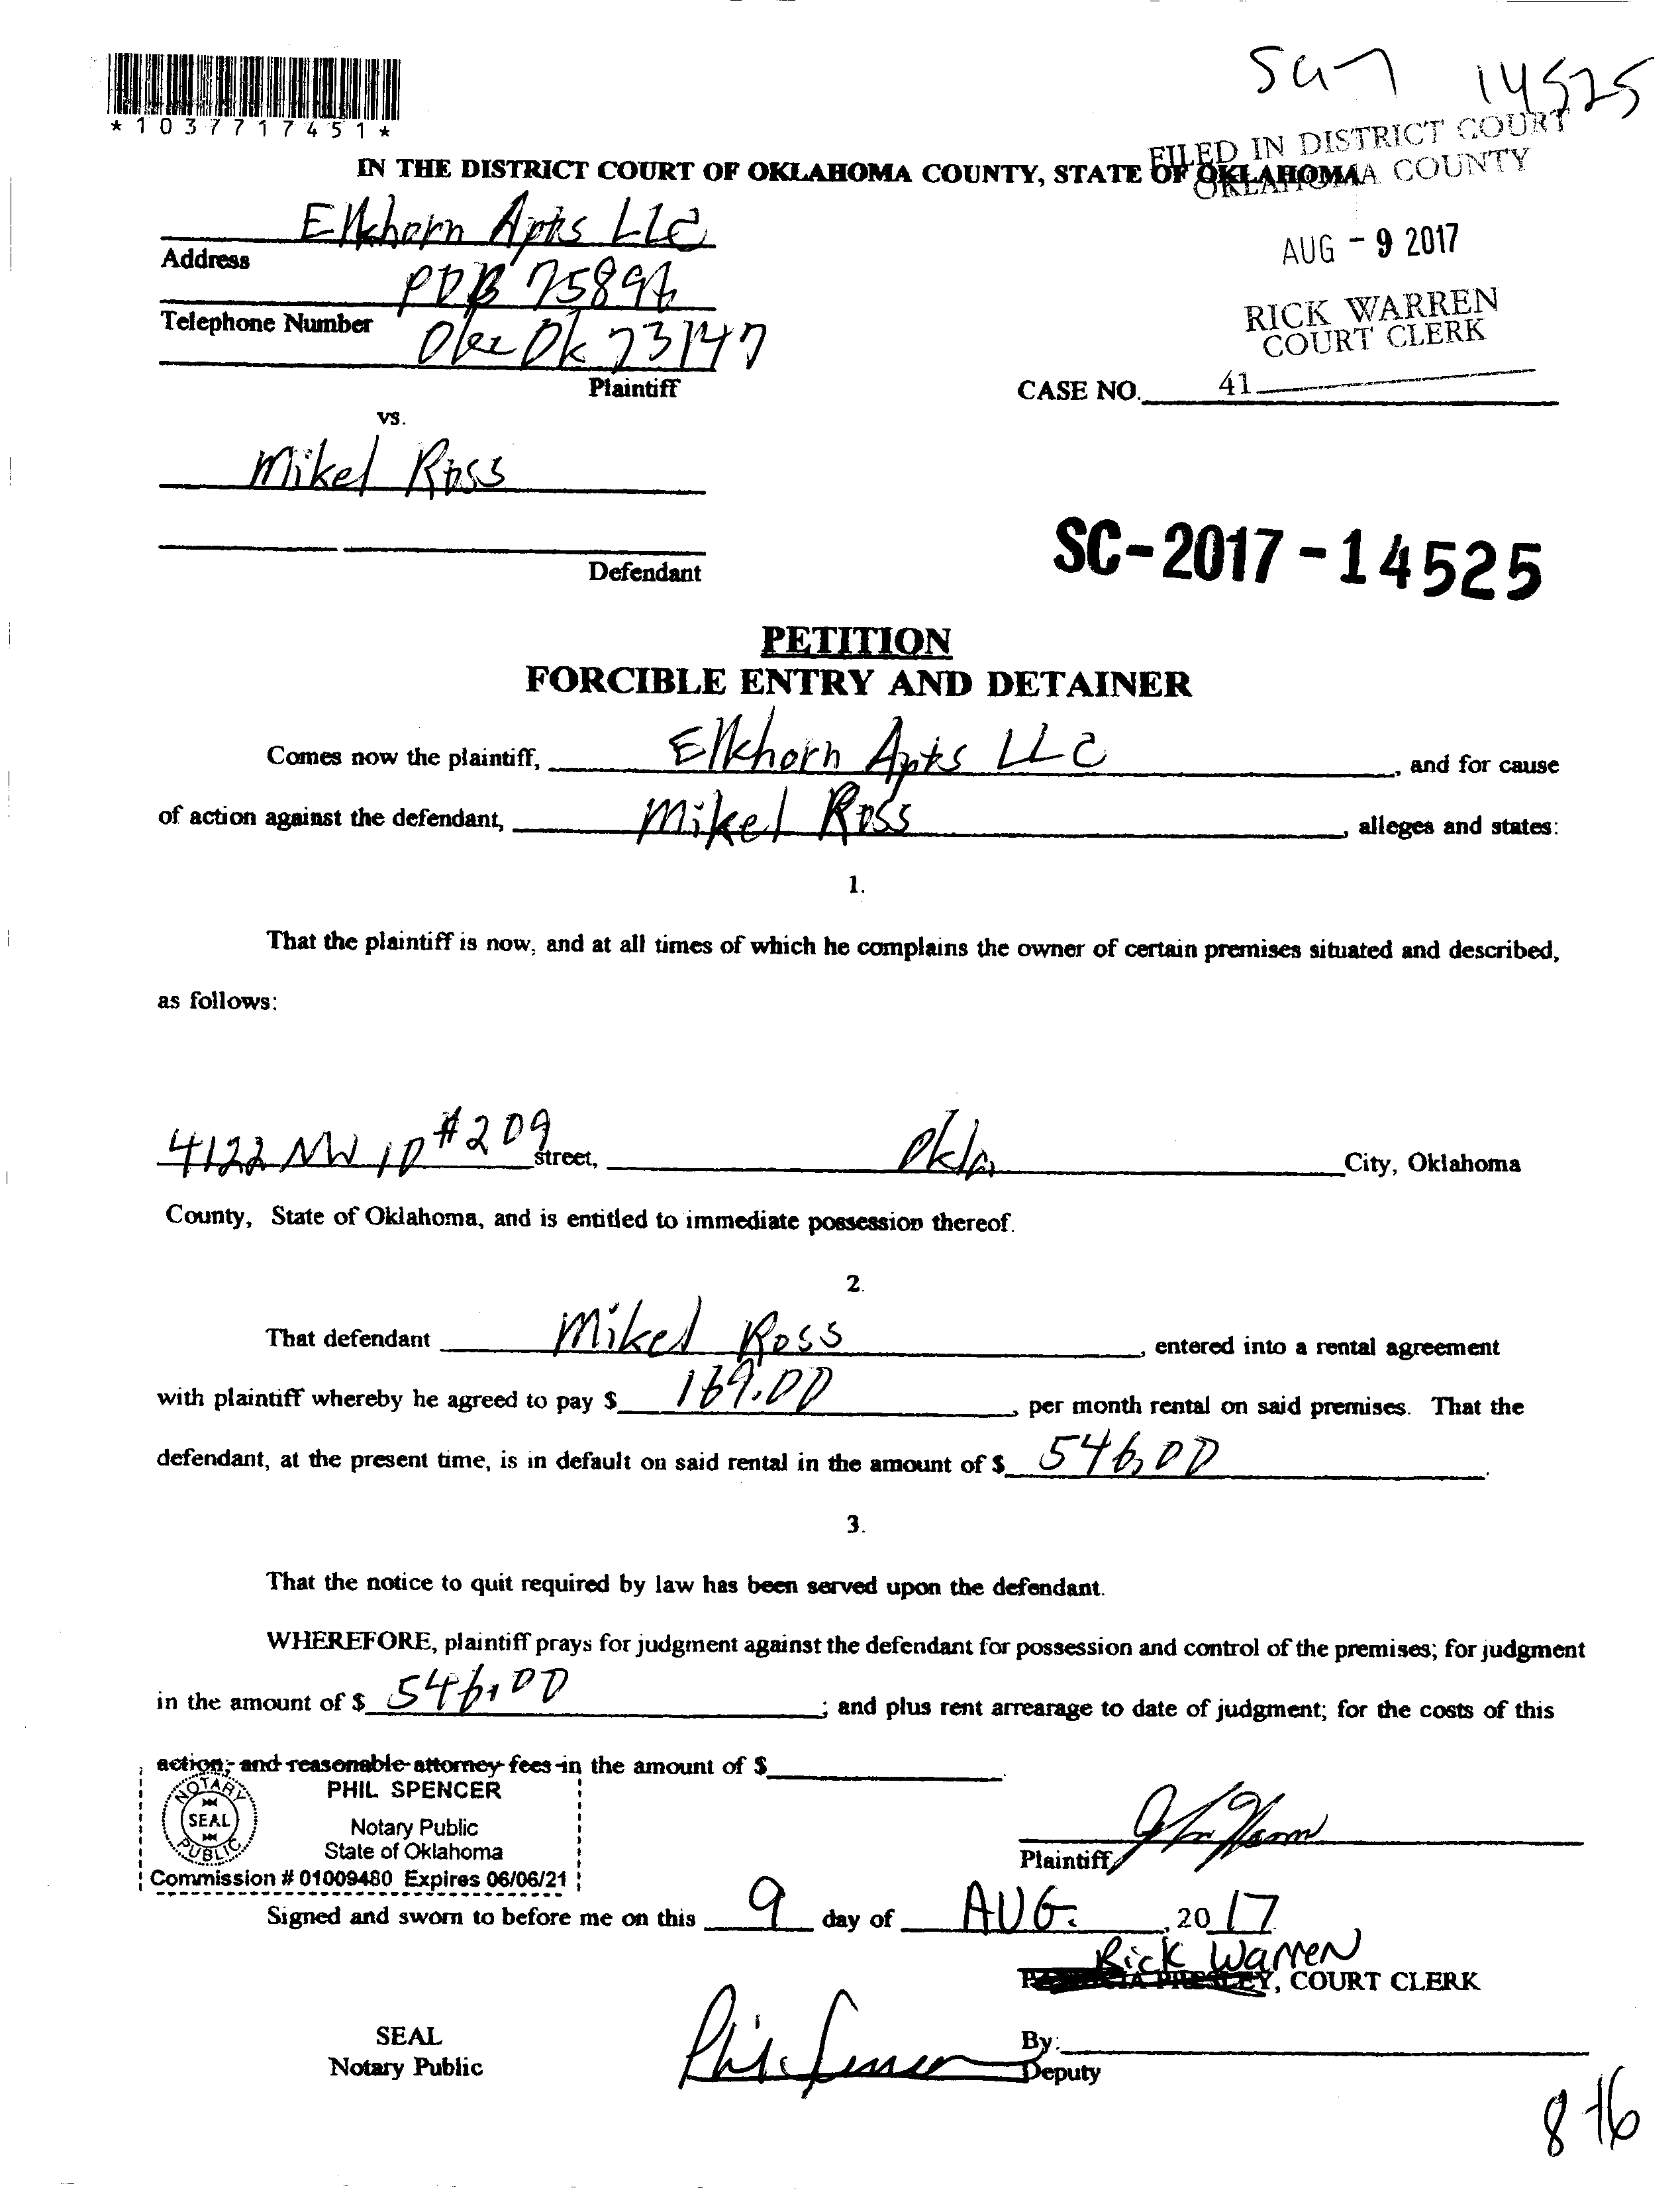 SC17 14525
*1037717451*
FILED IN DISTRICT COURT
OKLAHOMA COUNTY
IN THE DISTRICT COURT OF OKLAHOMA COUNTY, STATE OF OKLAHOMA
Elkhorn Apts LLC
AUG - 9 2017
Address
POB 75896
RICK WARREN
COURT CLERK
Telephone Number
Okc Ok 73147
Plaintiff
CASE NO. 41
vs.
Mikel Ross
SC-2017-14525
Defendant
PETITION
FORCIBLE ENTRY AND DETAINER
Comes now the plaintiff, Elkhorn Apts LLC, and for cause
of action against the defendant, Mikel Ross, alleges and states:
1.
That the plaintiff is now, and at all times of which he complains the owner of certain premises situated and described,
as follows:
4122 NW 10 #209 street, Okla City, Oklahoma
County, State of Oklahoma, and is entitled to immediate possession thereof.
2.
That defendant Mikel Ross, entered into a rental agreement
with plaintiff whereby he agreed to pay $ 169.00, per month rental on said premises. That the
defendant, at the present time, is in default on said rental in the amount of $ 546.00.
3.
That the notice to quit required by law has been served upon the defendant.
WHEREFORE, plaintiff prays for judgment against the defendant for possession and control of the premises; for judgment
in the amount of $ 546.00; and plus rent arrearage to date of judgment; for the costs of this
action; and reasonable attorney fees in the amount of $
NOTARY PUBLIC SEAL
PHIL SPENCER
Notary Public
State of Oklahoma
Commission # 01009480 Expires 06/06/21
Plaintiff
Signed and sworn to before me on this 9 day of AUG., 20 17.
Rick Warren
PATRICIA PRESLEY, COURT CLERK
SEAL
Notary Public
Phil Spencer
By:
Deputy
8-16